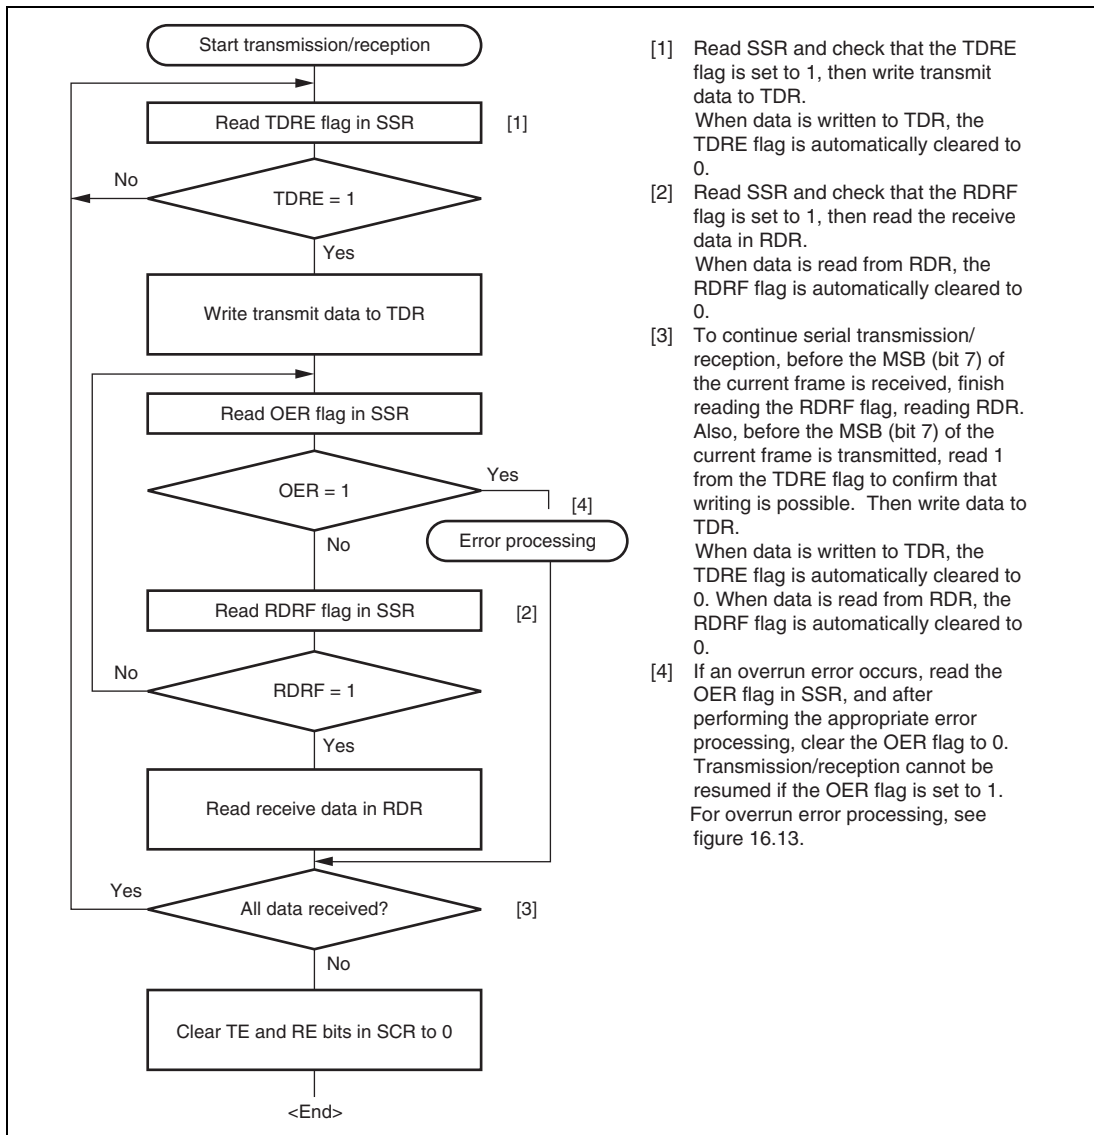 Start transmission/reception
Read TDRE flag in SSR
[1]
No
TDRE = 1
Yes
Write transmit data to TDR
Read OER flag in SSR
OER = 1
Yes
[4]
Error processing
No
Read RDRF flag in SSR
[2]
No
RDRF = 1
Yes
Read receive data in RDR
Yes
All data received?
[3]
No
Clear TE and RE bits in SCR to 0
<End>
[1] Read SSR and check that the TDRE
flag is set to 1, then write transmit
data to TDR.
When data is written to TDR, the
TDRE flag is automatically cleared to
0.
[2] Read SSR and check that the RDRF
flag is set to 1, then read the receive
data in RDR.
When data is read from RDR, the
RDRF flag is automatically cleared to
0.
[3] To continue serial transmission/
reception, before the MSB (bit 7) of
the current frame is received, finish
reading the RDRF flag, reading RDR.
Also, before the MSB (bit 7) of the
current frame is transmitted, read 1
from the TDRE flag to confirm that
writing is possible. Then write data to
TDR.
When data is written to TDR, the
TDRE flag is automatically cleared to
0. When data is read from RDR, the
RDRF flag is automatically cleared to
0.
[4] If an overrun error occurs, read the
OER flag in SSR, and after
performing the appropriate error
processing, clear the OER flag to 0.
Transmission/reception cannot be
resumed if the OER flag is set to 1.
For overrun error processing, see
figure 16.13.